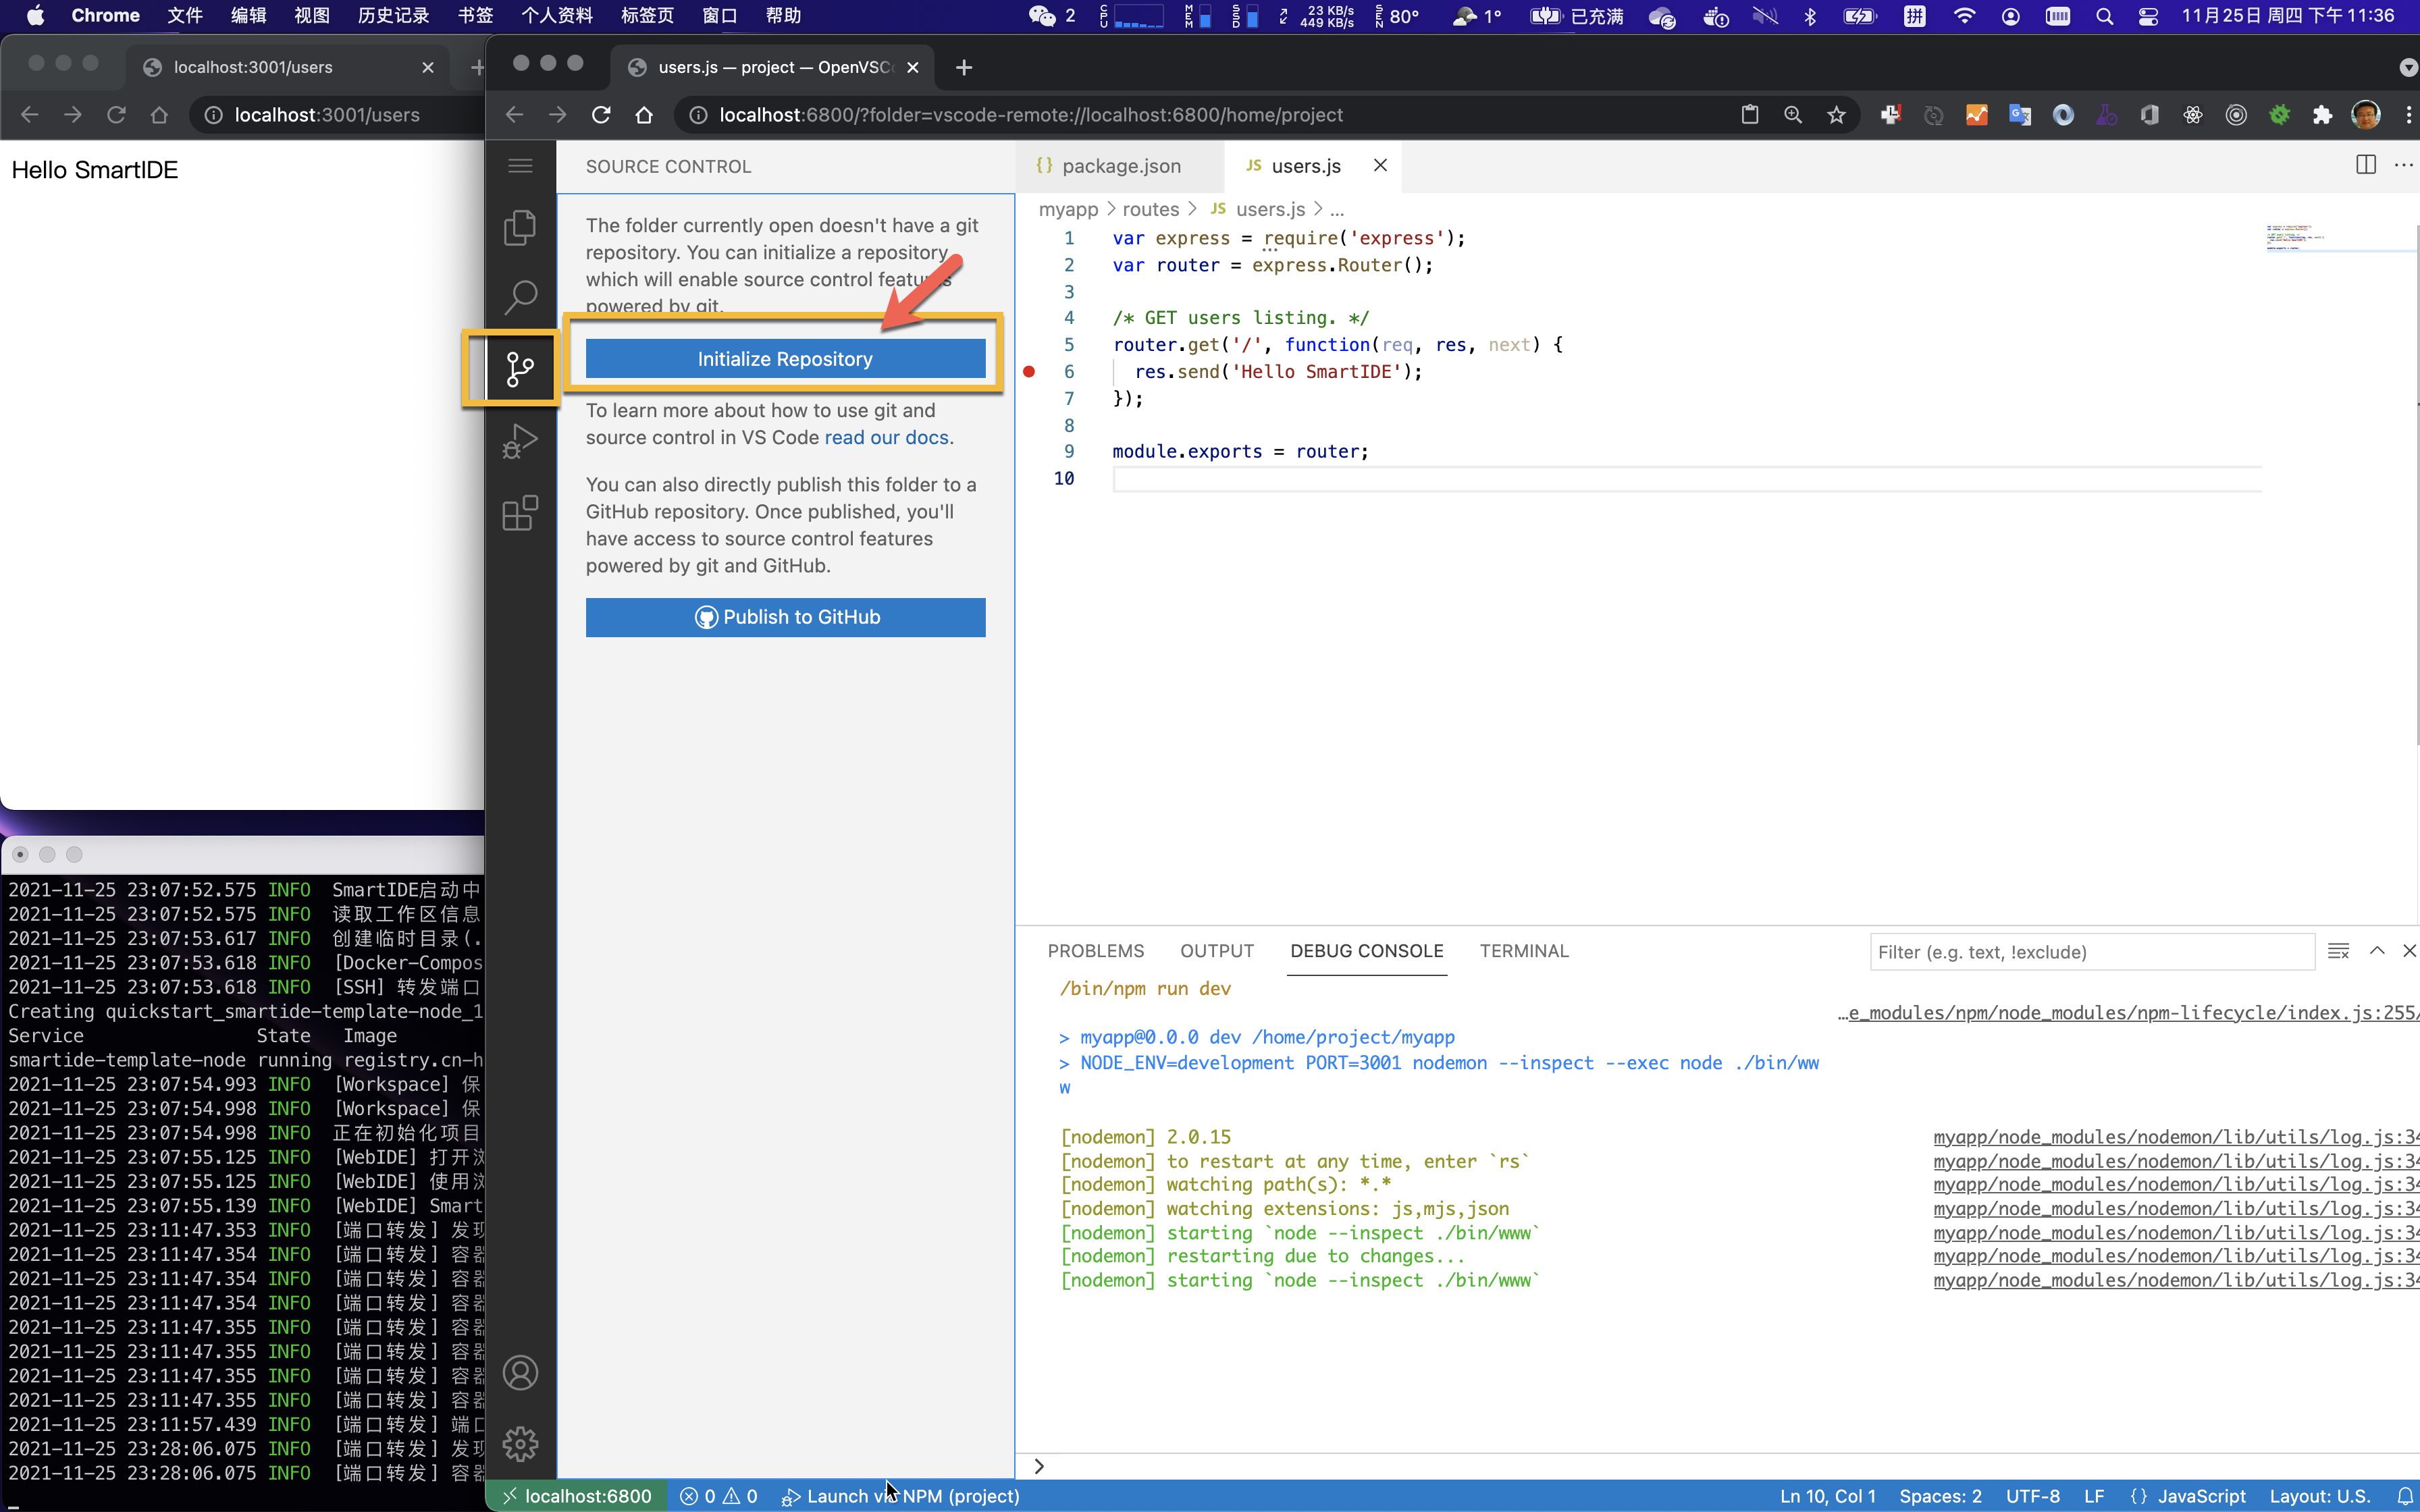 Chrome 文件 编辑 视图 历史记录 书签 个人资料 标签页 窗口 帮助
2 CPU MEM SSD 23 KB/s 449 KB/s SEN 80° 1° 已充满 拼 11月25日 周四 下午 11:36
localhost:3001/users
localhost:3001/users
Hello SmartIDE
users.js — project — OpenVSC
localhost:6800/?folder=vscode-remote://localhost:6800/home/project
SOURCE CONTROL
The folder currently open doesn't have a git
repository. You can initialize a repository
which will enable source control features
powered by git.
Initialize Repository
To learn more about how to use git and
source control in VS Code read our docs.
You can also directly publish this folder to a
GitHub repository. Once published, you'll
have access to source control features
powered by git and GitHub.
Publish to GitHub
{} package.json
JS users.js
myapp > routes > JS users.js > ...
1 var express = require('express');
2 var router = express.Router();
3
4 /* GET users listing. */
5 router.get('/', function(req, res, next) {
6 res.send('Hello SmartIDE');
7 });
8
9 module.exports = router;
10
PROBLEMS OUTPUT DEBUG CONSOLE TERMINAL
Filter (e.g. text, !exclude)
/bin/npm run dev
…e_modules/npm/node_modules/npm-lifecycle/index.js:255/
> myapp@0.0.0 dev /home/project/myapp
> NODE_ENV=development PORT=3001 nodemon --inspect --exec node ./bin/ww
w
[nodemon] 2.0.15 myapp/node_modules/nodemon/lib/utils/log.js:34
[nodemon] to restart at any time, enter `rs` myapp/node_modules/nodemon/lib/utils/log.js:34
[nodemon] watching path(s): *.* myapp/node_modules/nodemon/lib/utils/log.js:34
[nodemon] watching extensions: js,mjs,json myapp/node_modules/nodemon/lib/utils/log.js:34
[nodemon] starting `node --inspect ./bin/www` myapp/node_modules/nodemon/lib/utils/log.js:34
[nodemon] restarting due to changes... myapp/node_modules/nodemon/lib/utils/log.js:34
[nodemon] starting `node --inspect ./bin/www` myapp/node_modules/nodemon/lib/utils/log.js:34
>
2021-11-25 23:07:52.575 INFO SmartIDE启动中
2021-11-25 23:07:52.575 INFO 读取工作区信息
2021-11-25 23:07:53.617 INFO 创建临时目录(.
2021-11-25 23:07:53.618 INFO [Docker-Compos
2021-11-25 23:07:53.618 INFO [SSH] 转发端口
Creating quickstart_smartide-template-node_1
Service State Image
smartide-template-node running registry.cn-h
2021-11-25 23:07:54.993 INFO [Workspace] 保
2021-11-25 23:07:54.998 INFO [Workspace] 保
2021-11-25 23:07:54.998 INFO 正在初始化项目
2021-11-25 23:07:55.125 INFO [WebIDE] 打开浏
2021-11-25 23:07:55.125 INFO [WebIDE] 使用浏
2021-11-25 23:07:55.139 INFO [WebIDE] Smart
2021-11-25 23:11:47.353 INFO [端口转发] 发现
2021-11-25 23:11:47.354 INFO [端口转发] 容器
2021-11-25 23:11:47.354 INFO [端口转发] 容器
2021-11-25 23:11:47.354 INFO [端口转发] 容器
2021-11-25 23:11:47.355 INFO [端口转发] 容器
2021-11-25 23:11:47.355 INFO [端口转发] 容器
2021-11-25 23:11:47.355 INFO [端口转发] 容器
2021-11-25 23:11:47.355 INFO [端口转发] 容器
2021-11-25 23:11:57.439 INFO [端口转发] 端口
2021-11-25 23:28:06.075 INFO [端口转发] 发现
2021-11-25 23:28:06.075 INFO [端口转发] 容器
localhost:6800 0 0 Launch via NPM (project) Ln 10, Col 1 Spaces: 2 UTF-8 LF {} JavaScript Layout: U.S.